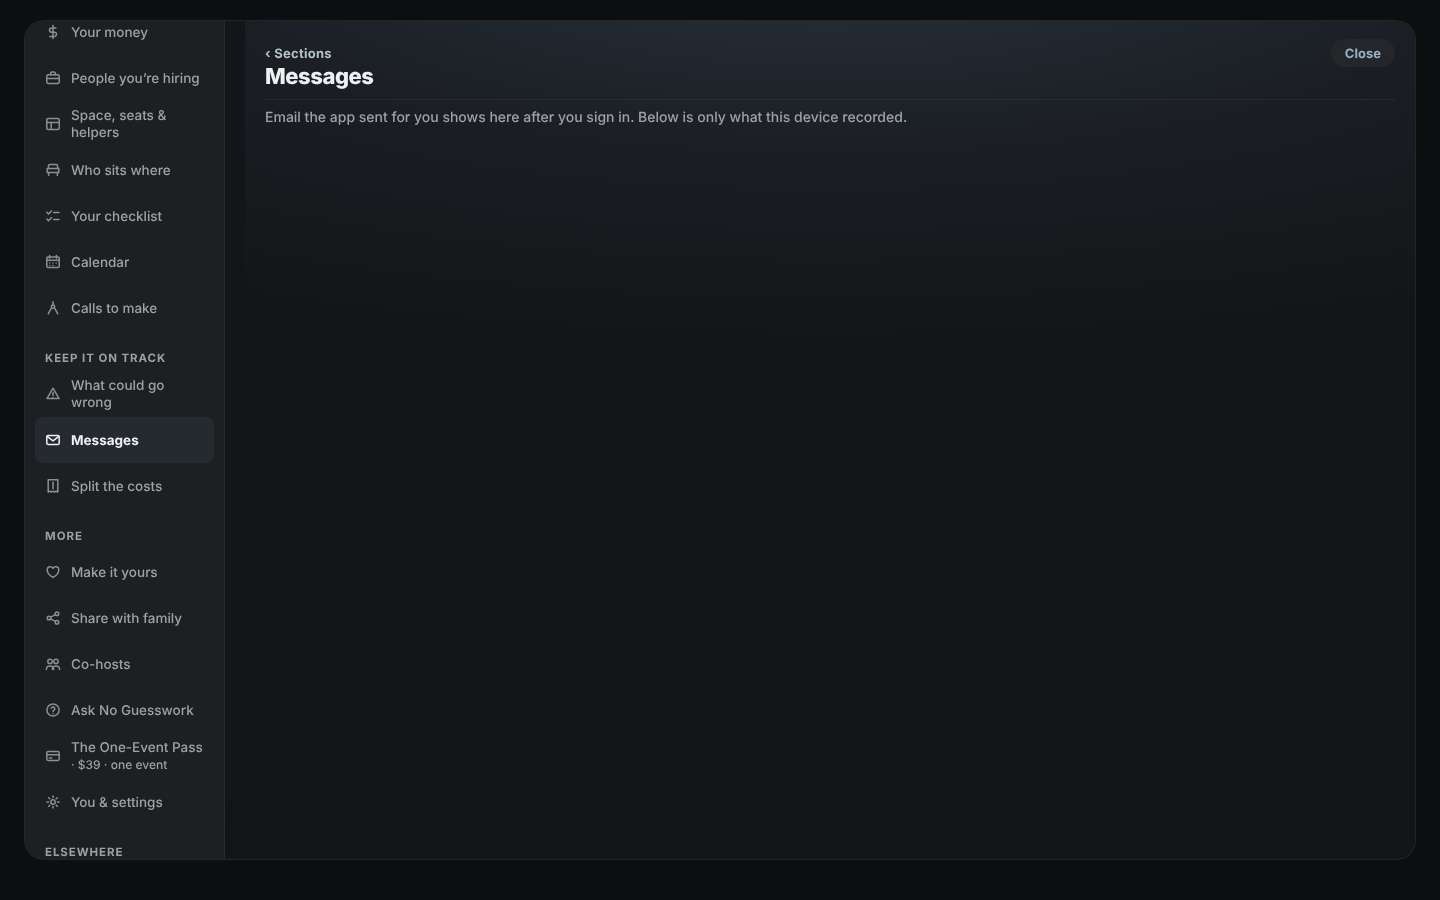 Your money
People you’re hiring
Space, seats &
helpers
Who sits where
Your checklist
Calendar
Calls to make
KEEP IT ON TRACK
What could go
wrong
Messages
Split the costs
MORE
Make it yours
Share with family
Co-hosts
Ask No Guesswork
The One-Event Pass
· $39 · one event
You & settings
ELSEWHERE
‹ Sections
Messages
Close
Email the app sent for you shows here after you sign in. Below is only what this device recorded.